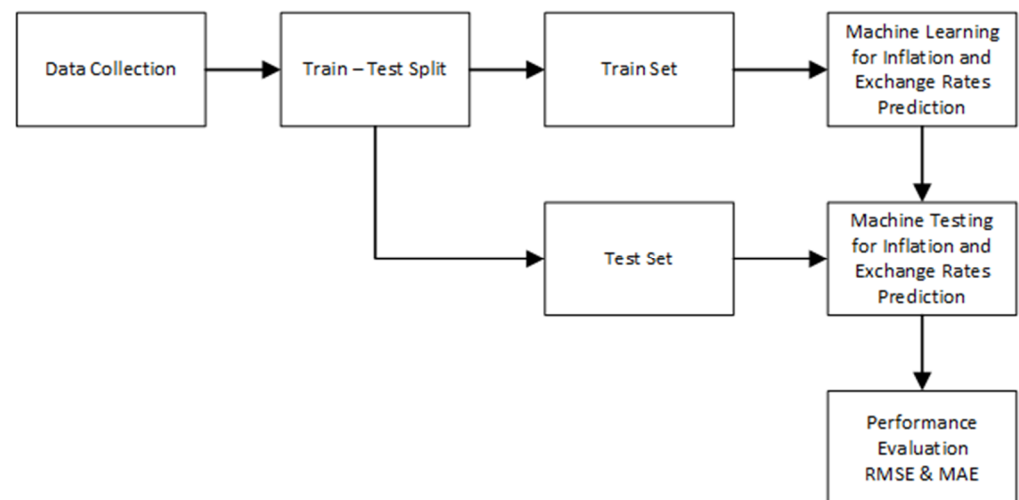 Data Collection
Train – Test Split
Train Set
Machine Learning
for Inflation and
Exchange Rates
Prediction
Test Set
Machine Testing
for Inflation and
Exchange Rates
Prediction
Performance
Evaluation
RMSE & MAE